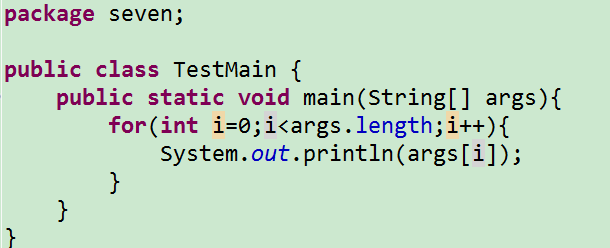 package seven;
public class TestMain {
public static void main(String[] args){
for(int i=0;i<args.length;i++){
System.out.println(args[i]);
}
}
}